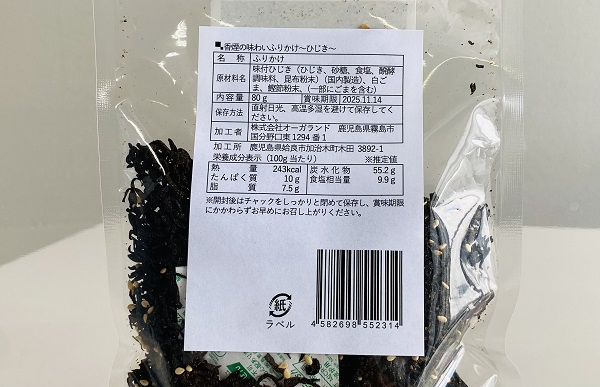 香煙の味わいふりかけ～ひじき～
名称 ふりかけ
原材料名 味付ひじき（ひじき、砂糖、食塩、醗酵
調味料、昆布粉末）（国内製造）、白ご
ま、鰹節粉末、（一部にごまを含む）
内容量 80g 賞味期限 2025.11.14
保存方法 直射日光、高温多湿を避けて保存してく
ださい。
加工者 株式会社オーガランド 鹿児島県霧島市
国分野口東1294番1
加工所 鹿児島県姶良市加治木町木田 3892-1
栄養成分表示（100g当たり） ※推定値
熱量 243kcal 炭水化物 55.2g
たんぱく質 10g 食塩相当量 9.9g
脂質 7.5g
※開封後はチャックをしっかりと閉めて保存し、賞味期限
にかかわらずお早めにお召し上がりください。
紙
ラベル
4 582698 552314